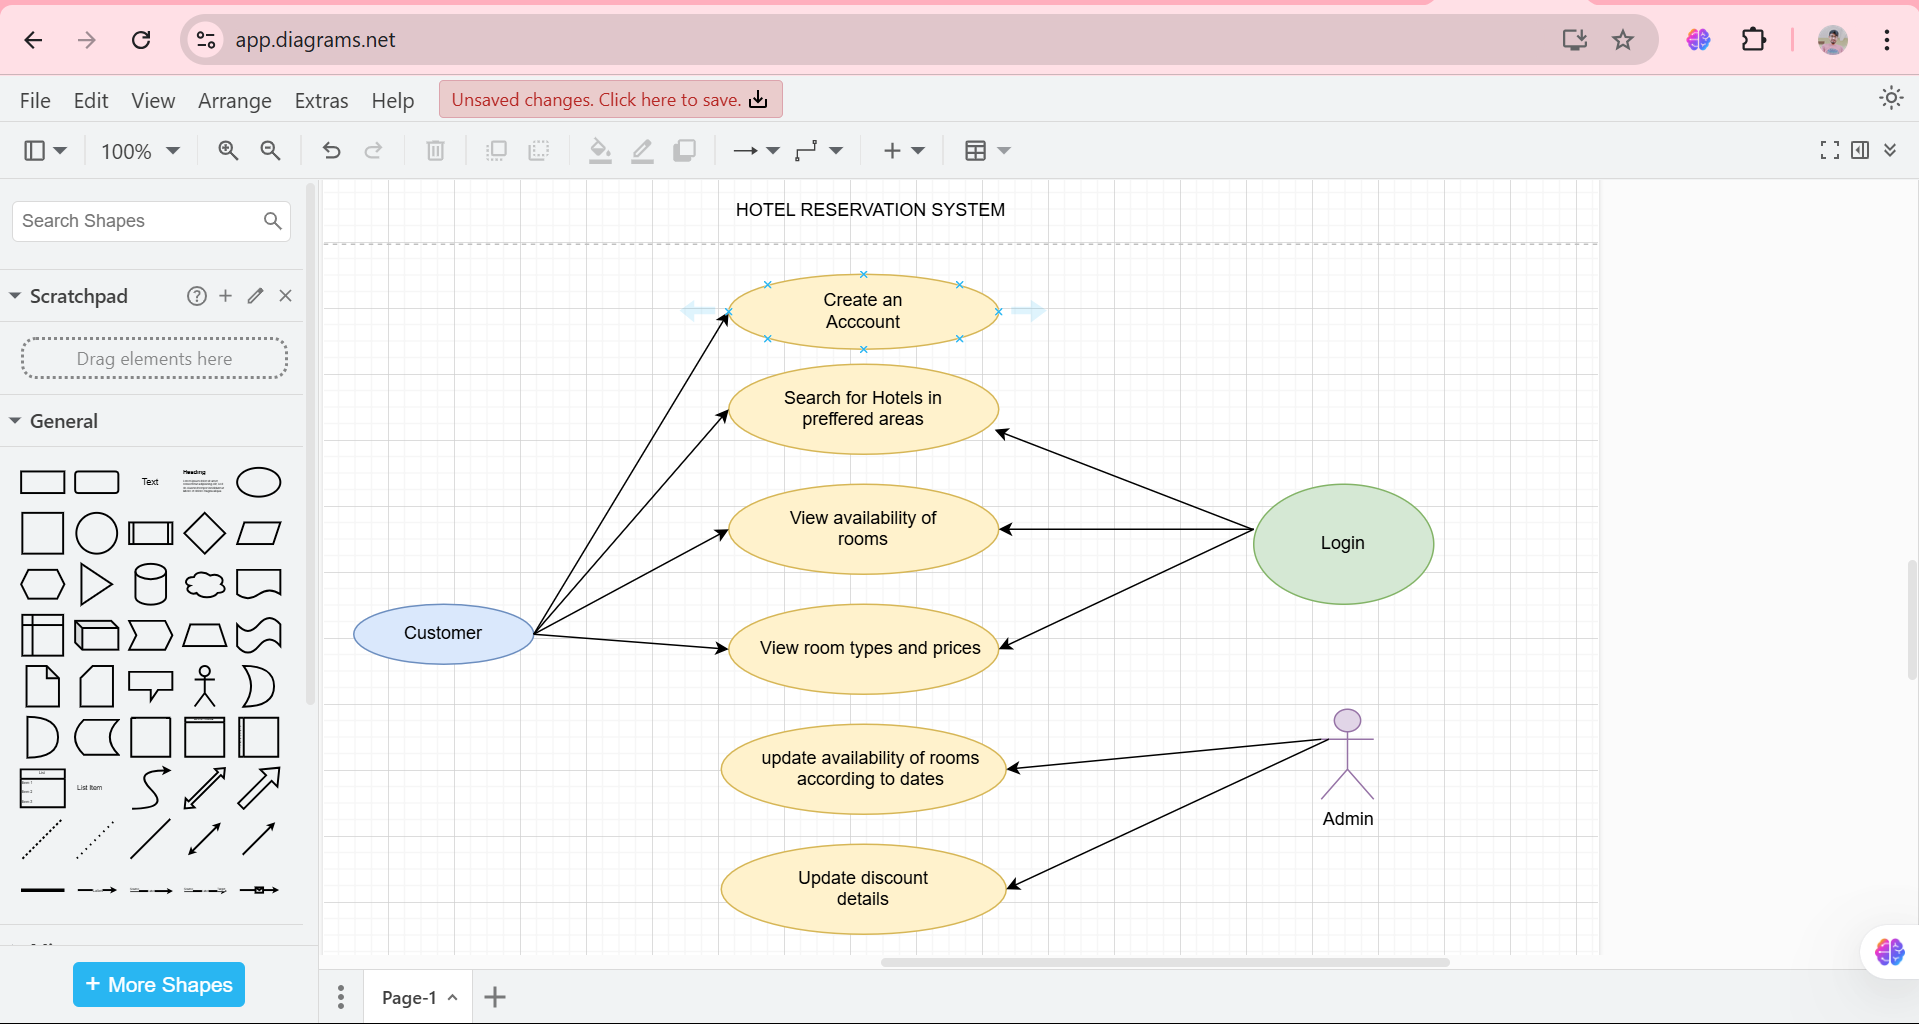 app.diagrams.net
File Edit View Arrange Extras Help Unsaved changes. Click here to save.
100%
Search Shapes
Scratchpad
Drag elements here
General
Text
Heading
List
List Item
+ More Shapes
HOTEL RESERVATION SYSTEM
Create an
Acccount
Search for Hotels in
preffered areas
View availability of
rooms
Login
Customer
View room types and prices
update availability of rooms
according to dates
Admin
Update discount
details
Page-1